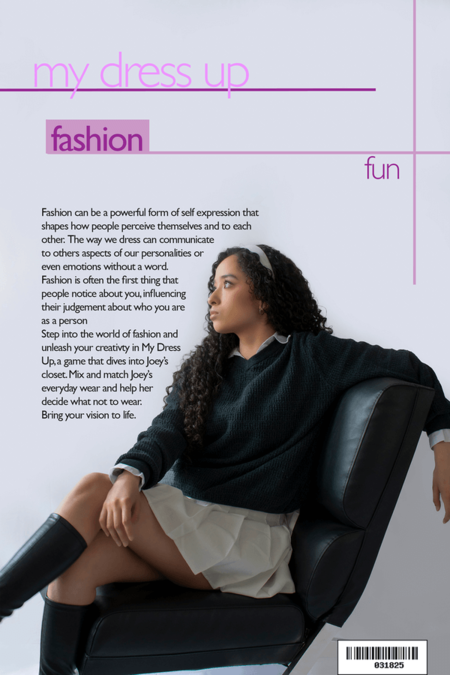 my dress up
fashion
fun
Fashion can be a powerful form of self expression that
shapes how people perceive themselves and to each
other. The way we dress can communicate
to others aspects of our personalities or
even emotions without a word.
Fashion is often the first thing that
people notice about you, influencing
their judgement about who you are
as a person
Step into the world of fashion and
unleash your creativty in My Dress
Up, a game that dives into Joey's
closet. Mix and match Joey's
everyday wear and help her
decide what not to wear.
Bring your vision to life.
031825